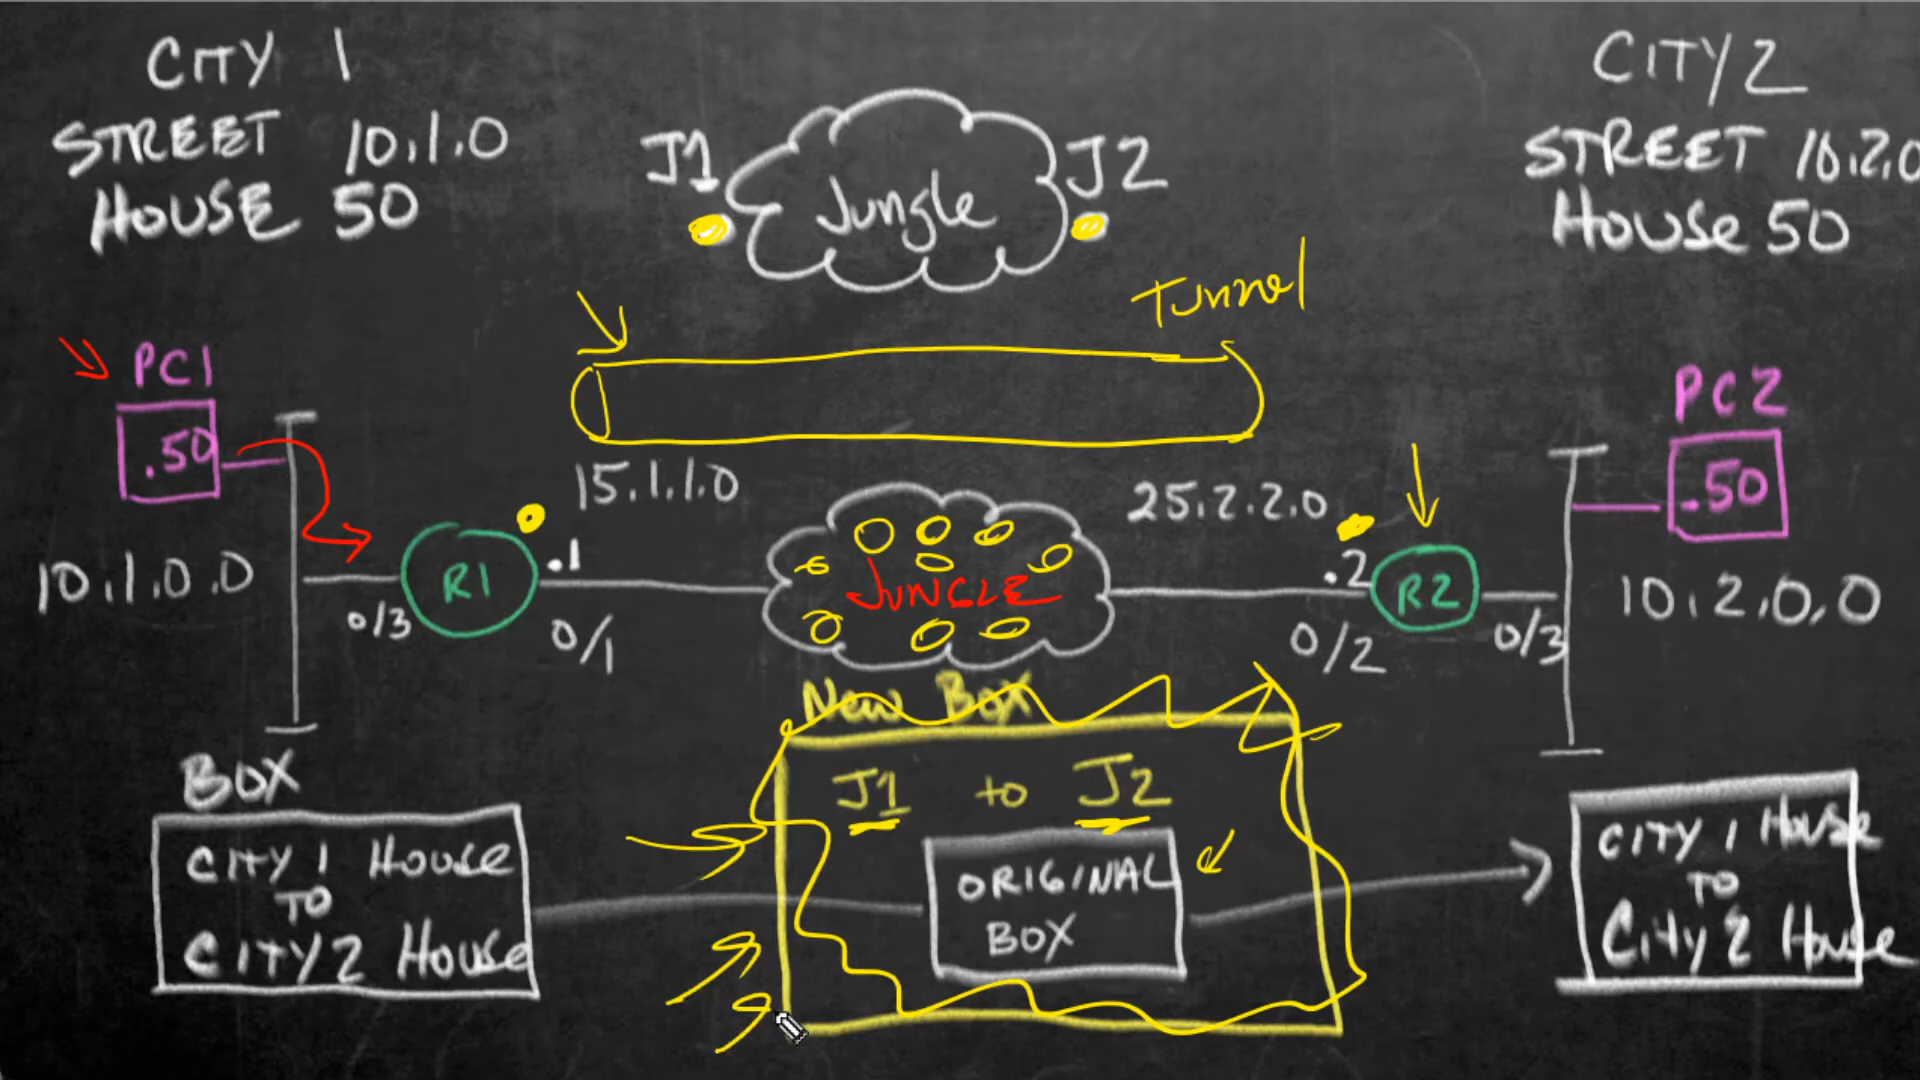 CITY 1
STREET 10.1.0
HOUSE 50
J1
Jungle
J2
CITY 2
STREET 10.2.0
House 50
Tunnel
PC1
.50
10.1.0.0
0/3
R1
.1
0/1
15.1.1.0
JUNGLE
25.2.2.0
.2
0/2
R2
0/3
PC2
.50
10.2.0.0
BOX
CITY 1 House
TO
CITY 2 House
New Box
J1 to J2
ORIGINAL
BOX
CITY 1 House
TO
City 2 House